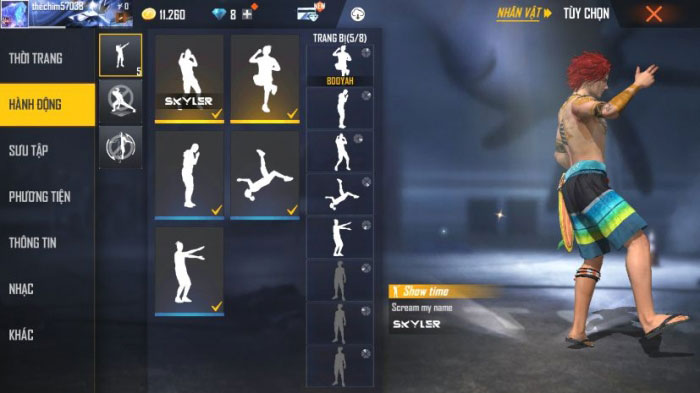 thechim57038
x 0
11.260
8
NHÂN VẬT
TÙY CHỌN
THỜI TRANG
HÀNH ĐỘNG
SƯU TẬP
PHƯƠNG TIỆN
THÔNG TIN
NHẠC
KHÁC
5
SKYLER
TRANG BỊ(5/8)
BOOYAH
Show time
Scream my name
SKYLER